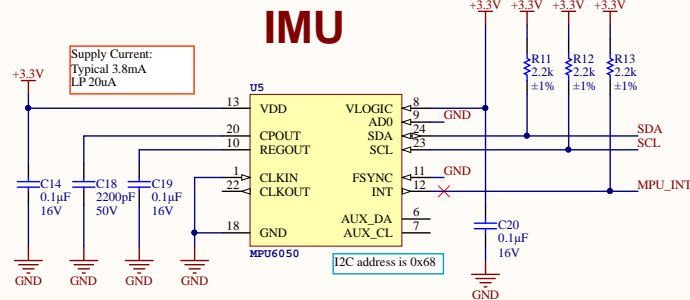 IMU
+3.3V
+3.3V
+3.3V
+3.3V
Supply Current:
Typical 3.8mA
LP 20uA
+3.3V
R11
2.2k
±1%
R12
2.2k
±1%
R13
2.2k
±1%
U5
13 VDD
VLOGIC 8
AD0 9
GND
20 CPOUT
SDA 24
SDA
10 REGOUT
SCL 23
SCL
1 CLKIN
FSYNC 11
GND
22 CLKOUT
INT 12
MPU_INT
C14
0.1µF
16V
C18
2200pF
50V
C19
0.1µF
16V
AUX_DA 6
18 GND
AUX_CL 7
C20
0.1µF
16V
MPU6050
I2C address is 0x68
GND
GND
GND
GND
GND